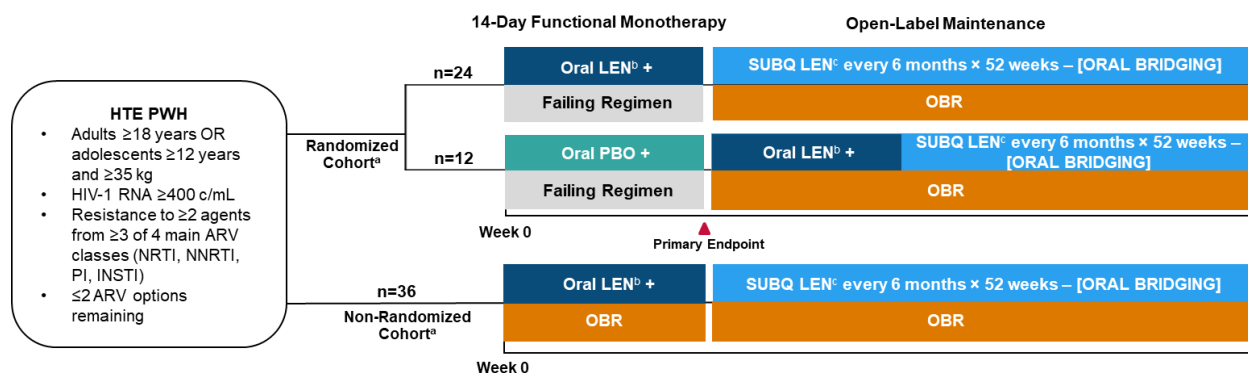 14-Day Functional Monotherapy
Open-Label Maintenance
HTE PWH
• Adults ≥18 years OR
adolescents ≥12 years
and ≥35 kg
• HIV-1 RNA ≥400 c/mL
• Resistance to ≥2 agents
from ≥3 of 4 main ARV
classes (NRTI, NNRTI,
PI, INSTI)
• ≤2 ARV options
remaining
Randomized
Cohortᵃ
n=24
Oral LENᵇ +
Failing Regimen
SUBQ LENᶜ every 6 months × 52 weeks – [ORAL BRIDGING]
OBR
n=12
Oral PBO +
Failing Regimen
Oral LENᵇ +
SUBQ LENᶜ every 6 months × 52 weeks –
[ORAL BRIDGING]
OBR
Week 0
Primary Endpoint
n=36
Non-Randomized
Cohortᵃ
Oral LENᵇ +
OBR
SUBQ LENᶜ every 6 months × 52 weeks – [ORAL BRIDGING]
OBR
Week 0